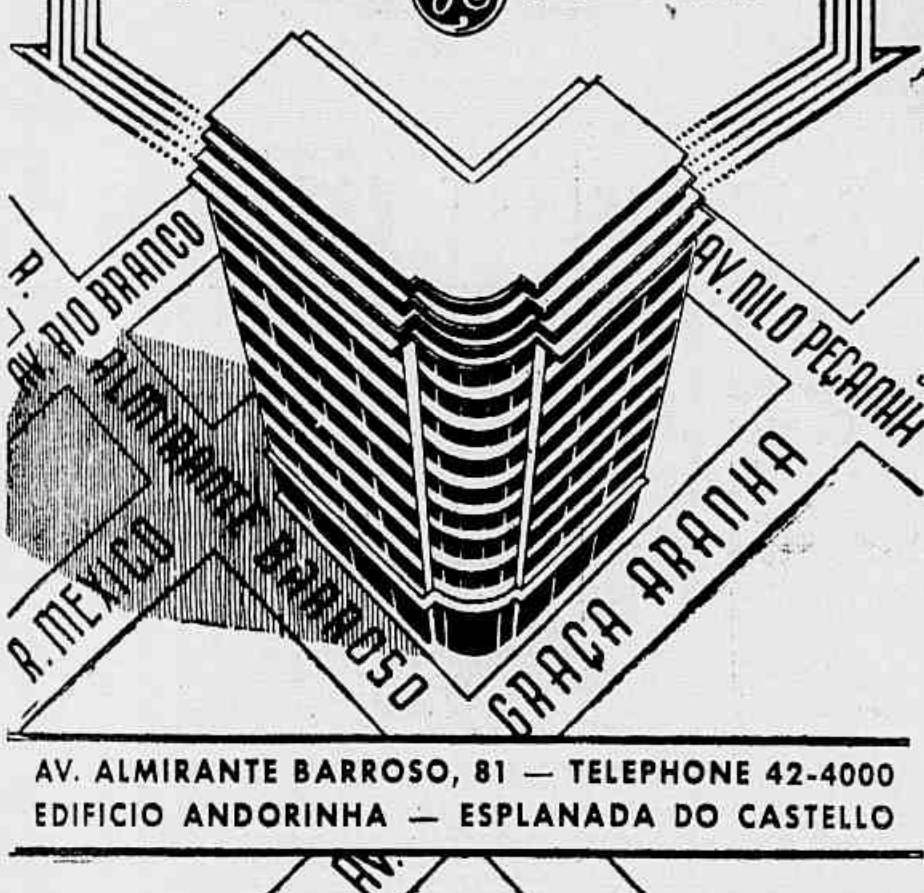 AV. RIO BRANCO
AV. NILO PEÇANHA
ALMIRANTE BARROSO
R. MEXICO
GRAÇA ARANHA
AV. ALMIRANTE BARROSO, 81 — TELEPHONE 42-4000
EDIFICIO ANDORINHA — ESPLANADA DO CASTELLO
AV.